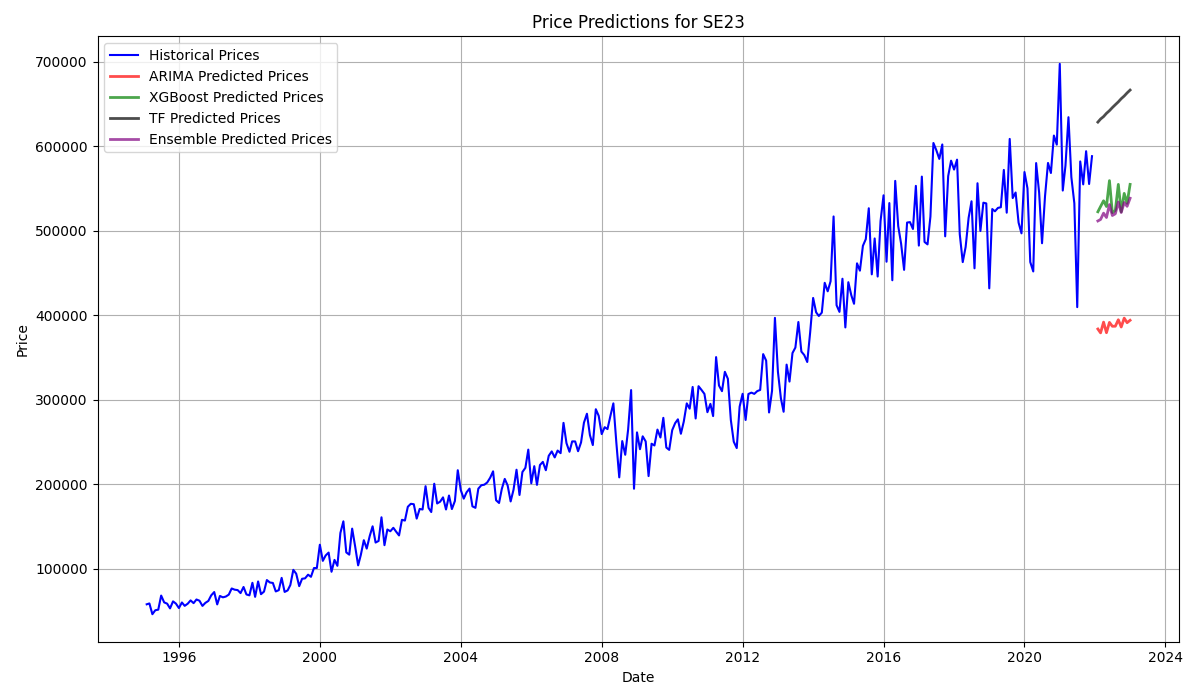 Price Predictions for SE23
Historical Prices
ARIMA Predicted Prices
XGBoost Predicted Prices
TF Predicted Prices
Ensemble Predicted Prices
700000
600000
500000
400000
300000
200000
100000
Price
1996 2000 2004 2008 2012 2016 2020 2024
Date